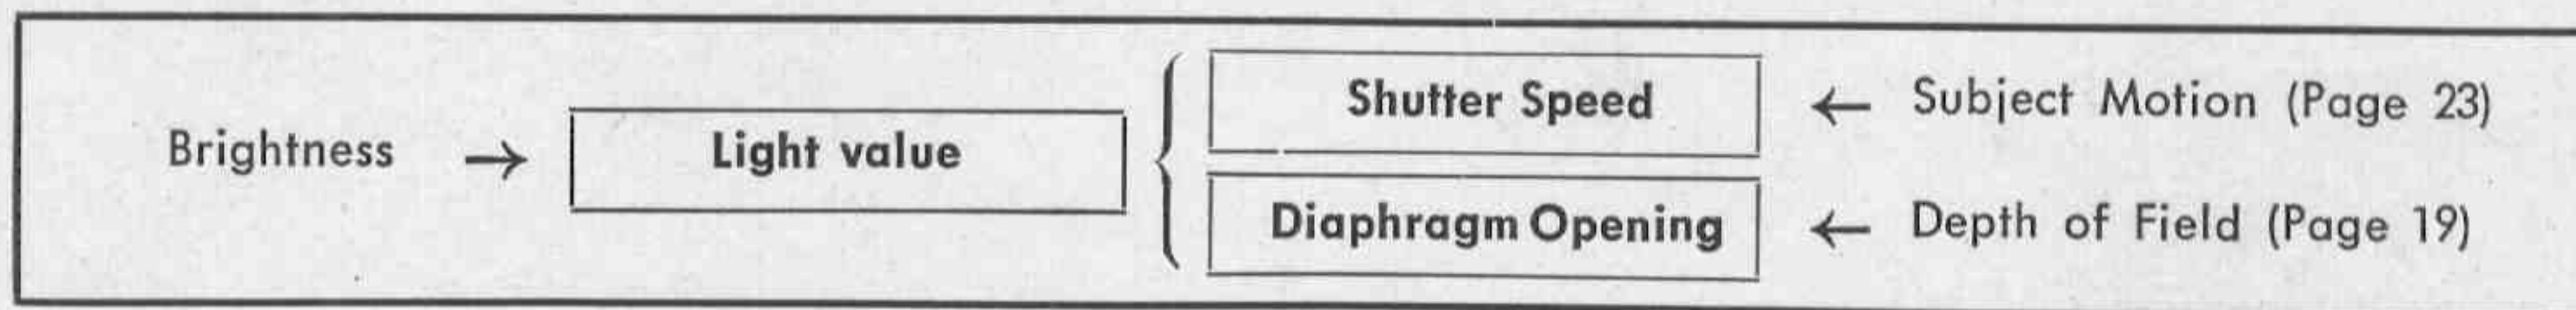 Brightness → Light value
Shutter Speed ← Subject Motion (Page 23)
Diaphragm Opening ← Depth of Field (Page 19)